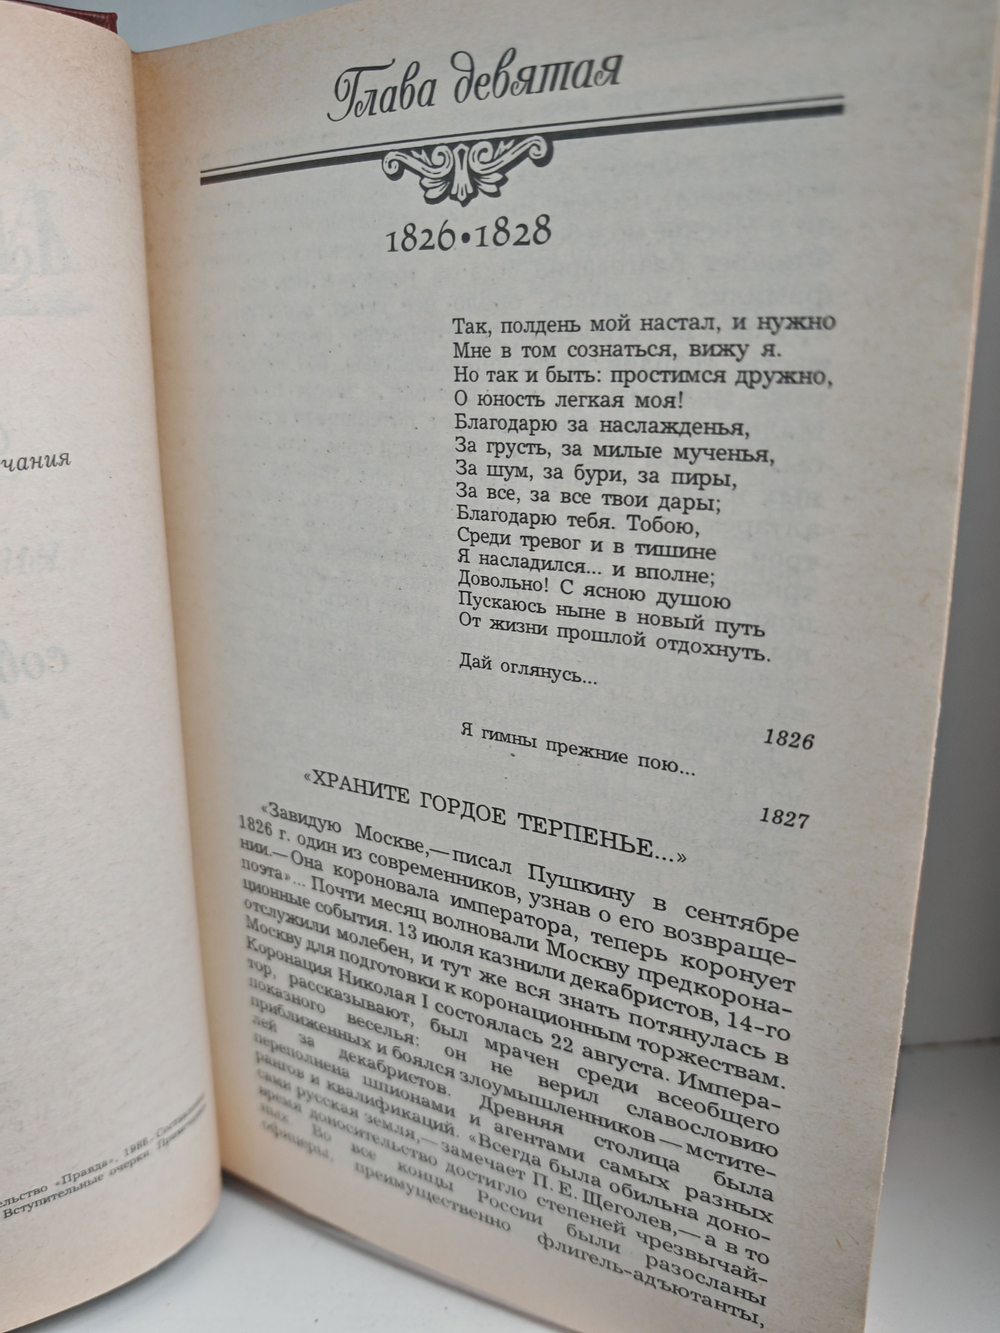 Глава девятая
1826•1828
Так, полдень мой настал, и нужно
Мне в том сознаться, вижу я.
Но так и быть: простимся дружно,
О юность легкая моя!
Благодарю за наслажденья,
За грусть, за милые мученья,
За шум, за бури, за пиры,
За все, за все твои дары;
Благодарю тебя. Тобою,
Среди тревог и в тишине
Я насладился... и вполне;
Довольно! С ясною душою
Пускаюсь ныне в новый путь
От жизни прошлой отдохнуть.
Дай оглянусь...
1826
Я гимны прежние пою...
1827
«ХРАНИТЕ ГОРДОЕ ТЕРПЕНЬЕ...»
«Завидую Москве,— писал Пушкину в сентябре
1826 г. один из современников, узнав о его возвраще-
нии.— Она короновала императора, теперь коронует
поэта»... Почти месяц волновали Москву предкорона-
ционные события. 13 июля казнили декабристов, 14-го
отслужили молебен, и тут же вся знать потянулась в
Москву для подготовки к коронационным торжествам.
Коронация Николая I состоялась 22 августа. Импера-
тор, рассказывают, был мрачен среди всеобщего
показного веселья: он не верил славословию
приближенных и боялся злоумышленников — мстите-
лей за декабристов. Древняя столица была
переполнена шпионами и агентами самых разных
рангов и квалификаций. «Всегда была обильна доно-
сами русская земля,— замечает П. Е. Щеголев,— а в то
время доносительство достигло степеней чрезвычай-
ных. Во все концы России были разосланы
офицеры, преимущественно флигель-адъютанты,
чания
ельство «Правда», 1986. Составление.
Вступительные очерки. Примечания